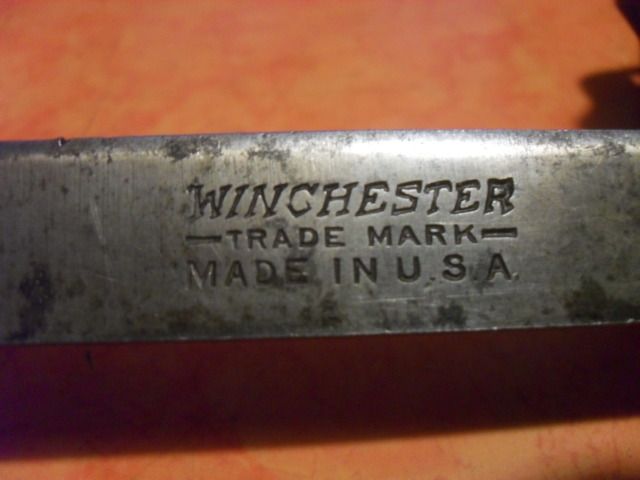 WINCHESTER
—TRADE MARK—
MADE IN U.S.A.